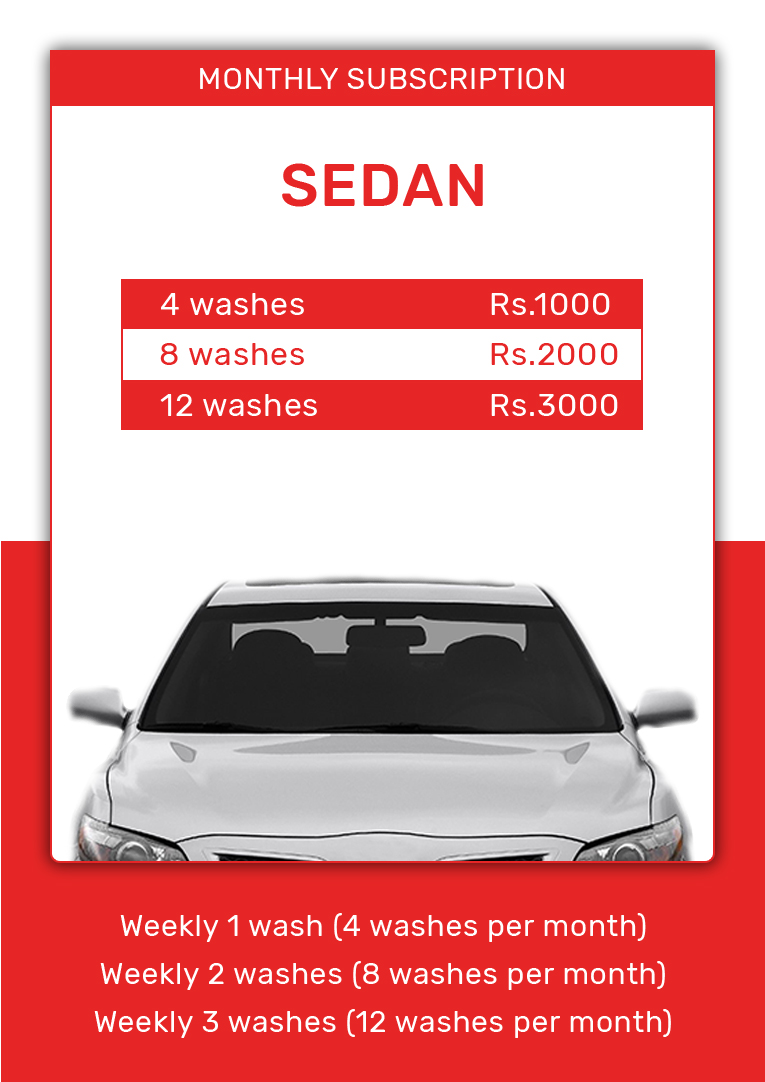 MONTHLY SUBSCRIPTION
SEDAN
4 washes Rs.1000
8 washes Rs.2000
12 washes Rs.3000
Weekly 1 wash (4 washes per month)
Weekly 2 washes (8 washes per month)
Weekly 3 washes (12 washes per month)